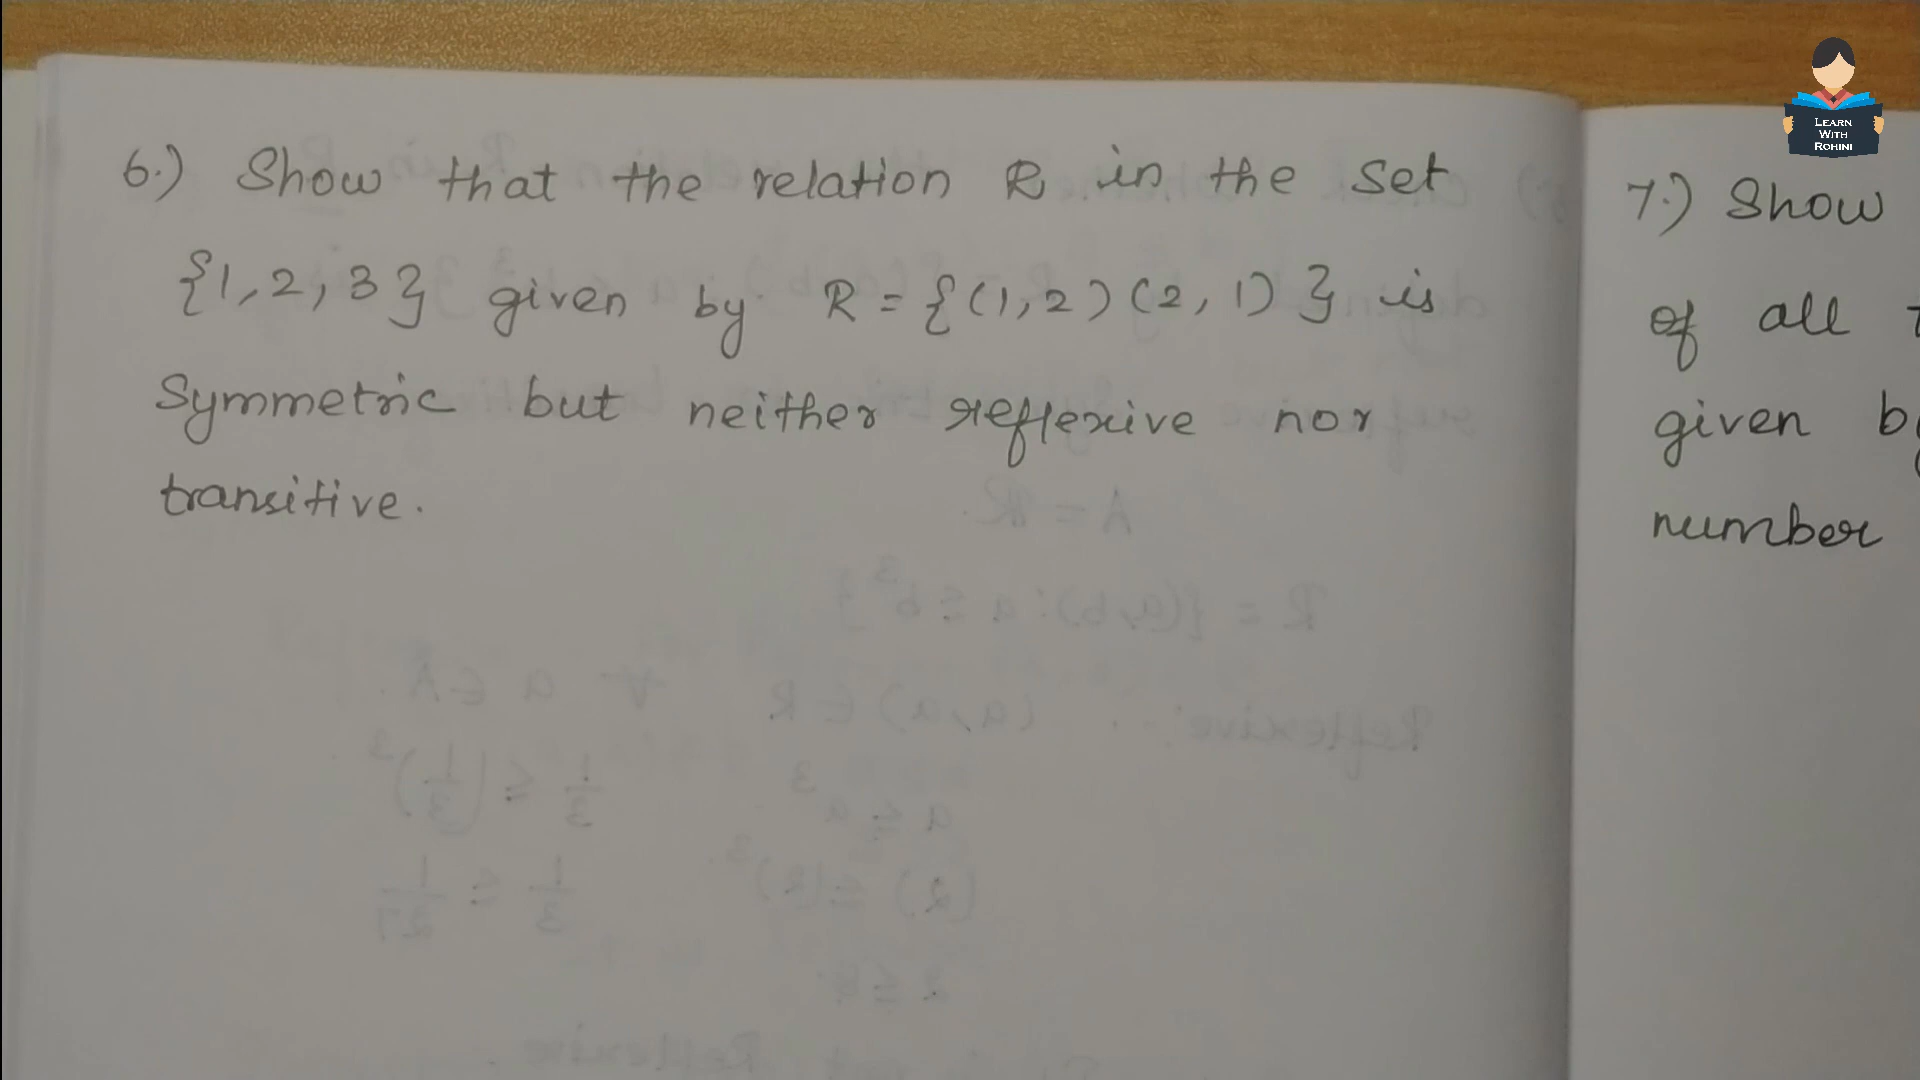 6.) Show that the relation R in the set
{1, 2, 3} given by R = {(1, 2) (2, 1)} is
Symmetric but neither reflexive nor
transitive.
7.) Show
of all
given by
number
LEARN
WITH
ROHINI